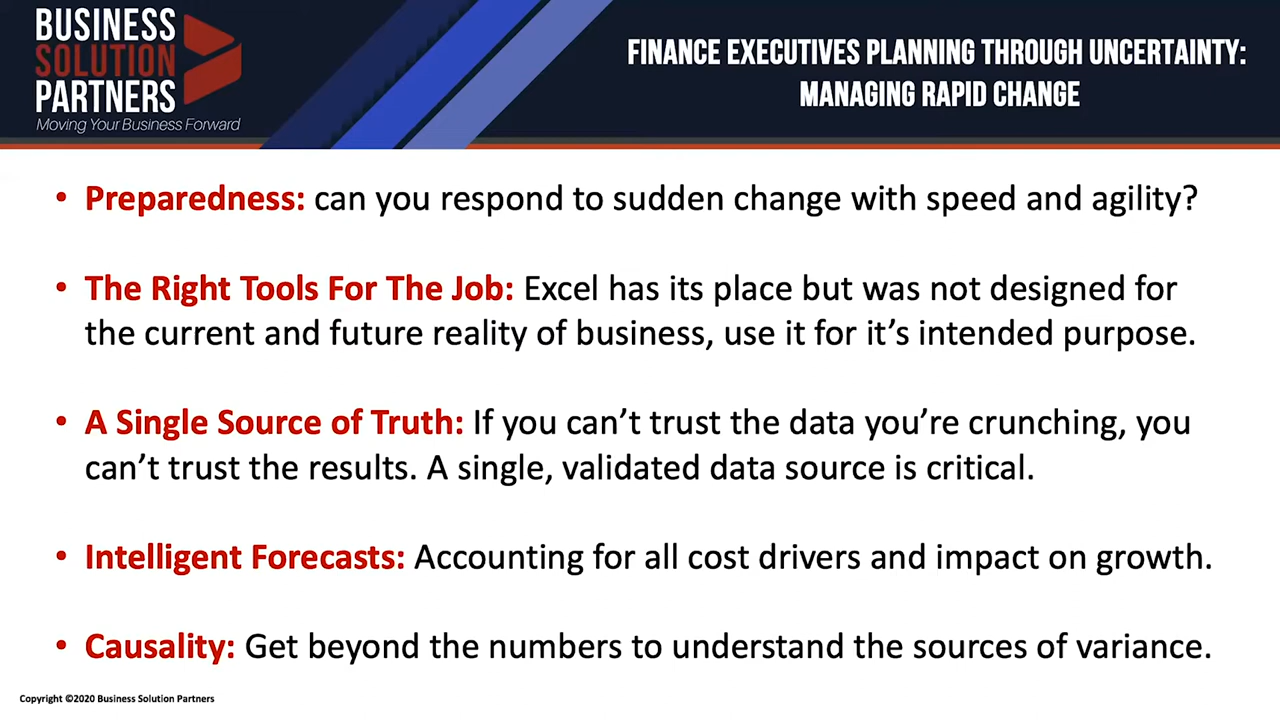 BUSINESS
SOLUTION
PARTNERS
Moving Your Business Forward
FINANCE EXECUTIVES PLANNING THROUGH UNCERTAINTY:
MANAGING RAPID CHANGE
• Preparedness: can you respond to sudden change with speed and agility?
• The Right Tools For The Job: Excel has its place but was not designed for
the current and future reality of business, use it for it’s intended purpose.
• A Single Source of Truth: If you can’t trust the data you’re crunching, you
can’t trust the results. A single, validated data source is critical.
• Intelligent Forecasts: Accounting for all cost drivers and impact on growth.
• Causality: Get beyond the numbers to understand the sources of variance.
Copyright ©2020 Business Solution Partners